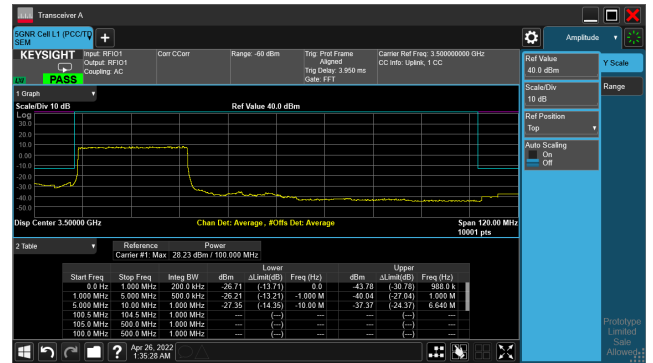 Transceiver A
5GNR Cell L1 (PCC/TD
SEM
Amplitude
KEYSIGHT
LV PASS
Input: RFIO1
Output: RFIO1
Coupling: AC
Corr CCorr
Range: -60 dBm
Trig: Prot Frame
Aligned
Trig Delay: 3.950 ms
Gate: FFT
Carrier Ref Freq: 3.500000000 GHz
CC Info: Uplink, 1 CC
Ref Value
40.0 dBm
Y Scale
Scale/Div
10 dB
Range
Ref Position
Top
Auto Scaling
On
Off
1 Graph
Scale/Div 10 dB
Ref Value 40.0 dBm
Log
30.0
20.0
10.0
0.00
-10.0
-20.0
-30.0
-40.0
-50.0
Disp Center 3.50000 GHz
Chan Det: Average , #Offs Det: Average
Span 120.00 MHz
10001 pts
2 Table
Reference Power
Carrier #1: Max 28.23 dBm / 100.000 MHz
Lower Upper
Start Freq Stop Freq Integ BW dBm ΔLimit(dB) Freq (Hz) dBm ΔLimit(dB) Freq (Hz)
0.0 Hz 1.000 MHz 200.0 kHz -26.71 (-13.71) 0.0 -43.78 (-30.78) 988.0 k
1.000 MHz 5.000 MHz 500.0 kHz -26.21 (-13.21) -1.000 M -40.04 (-27.04) 1.000 M
5.000 MHz 10.00 MHz 1.000 MHz -27.35 (-14.35) -10.00 M -37.37 (-24.37) 6.640 M
100.5 MHz 104.5 MHz 1.000 MHz --- (---) --- --- (---) ---
105.0 MHz 500.0 MHz 1.000 MHz --- (---) --- --- (---) ---
100.0 MHz 500.0 MHz 1.000 MHz --- (---) --- --- (---) ---
Prototype
Limited
Sale
Allowed
Apr 26, 2022
1:35:28 AM